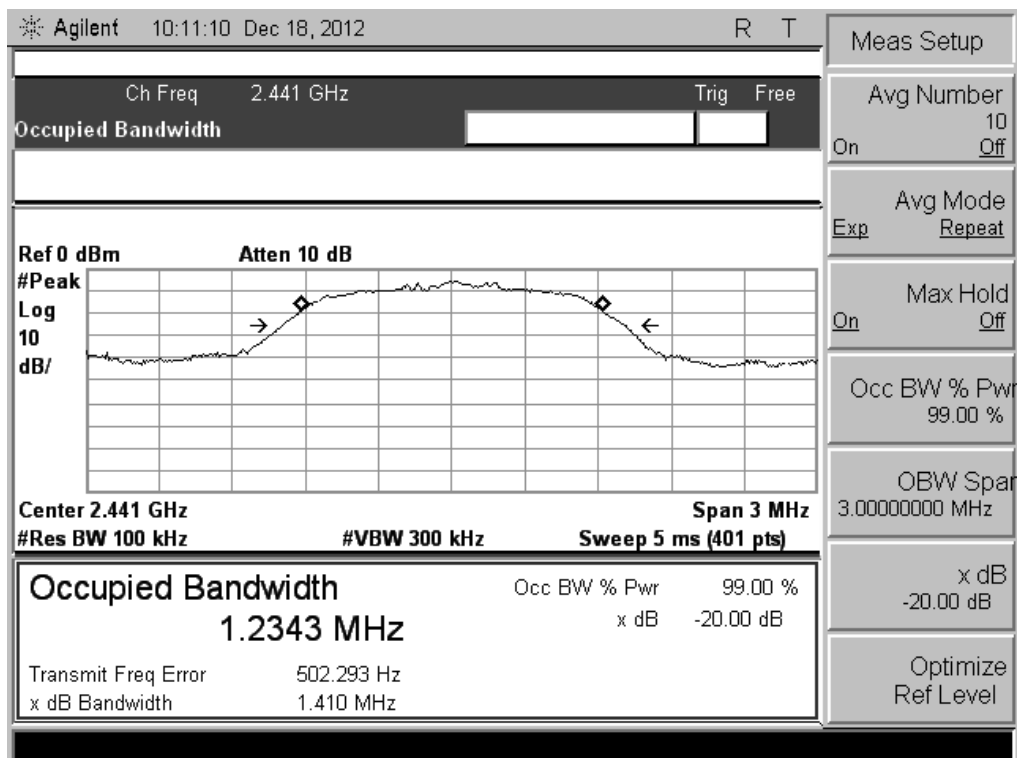 Agilent 10:11:10 Dec 18, 2012 R T
Ch Freq 2.441 GHz Trig Free
Occupied Bandwidth
Ref 0 dBm Atten 10 dB
#Peak
Log
10
dB/
Center 2.441 GHz Span 3 MHz
#Res BW 100 kHz #VBW 300 kHz Sweep 5 ms (401 pts)
Occupied Bandwidth Occ BW % Pwr 99.00 %
1.2343 MHz x dB -20.00 dB
Transmit Freq Error 502.293 Hz
x dB Bandwidth 1.410 MHz
Meas Setup
Avg Number
10
On Off
Avg Mode
Exp Repeat
Max Hold
On Off
Occ BW % Pwr
99.00 %
OBW Span
3.00000000 MHz
x dB
-20.00 dB
Optimize
Ref Level